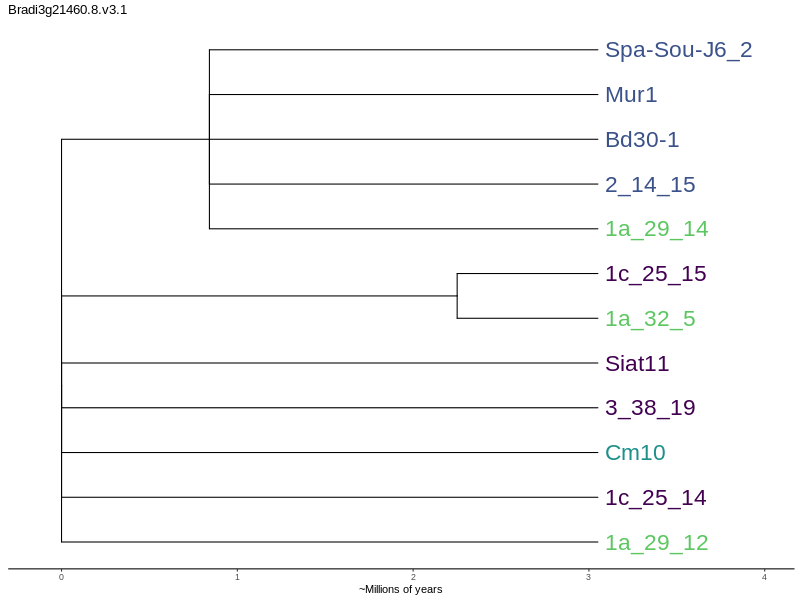 Bradi3g21460.8.v3.1
Spa-Sou-J6_2
Mur1
Bd30-1
2_14_15
1a_29_14
1c_25_15
1a_32_5
Siat11
3_38_19
Cm10
1c_25_14
1a_29_12
0 1 2 3 4
~Millions of years